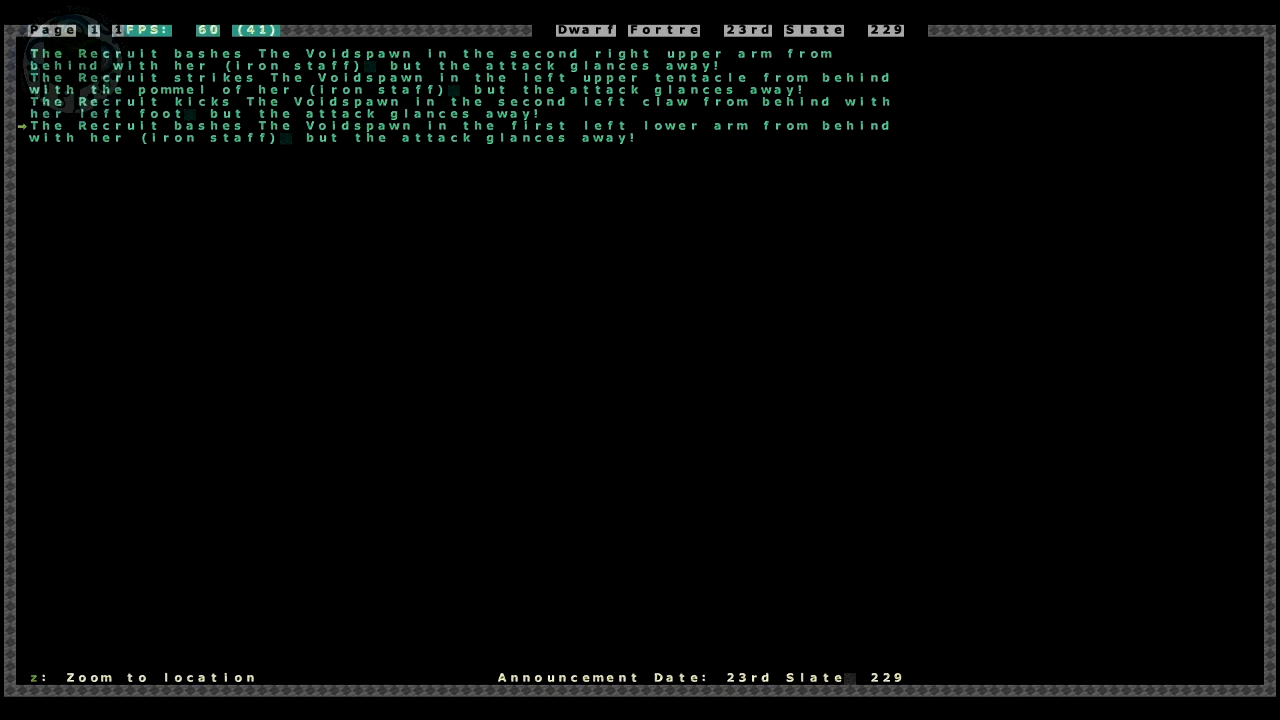 Page 1 1FPS: 60 (41) Dwarf Fortre 23rd Slate 229
The Recruit bashes The Voidspawn in the second right upper arm from
behind with her (iron staff) but the attack glances away!
The Recruit strikes The Voidspawn in the left upper tentacle from behind
with the pommel of her (iron staff) but the attack glances away!
The Recruit kicks The Voidspawn in the second left claw from behind with
her left foot but the attack glances away!
The Recruit bashes The Voidspawn in the first left lower arm from behind
with her (iron staff) but the attack glances away!
z: Zoom to location Announcement Date: 23rd Slate 229